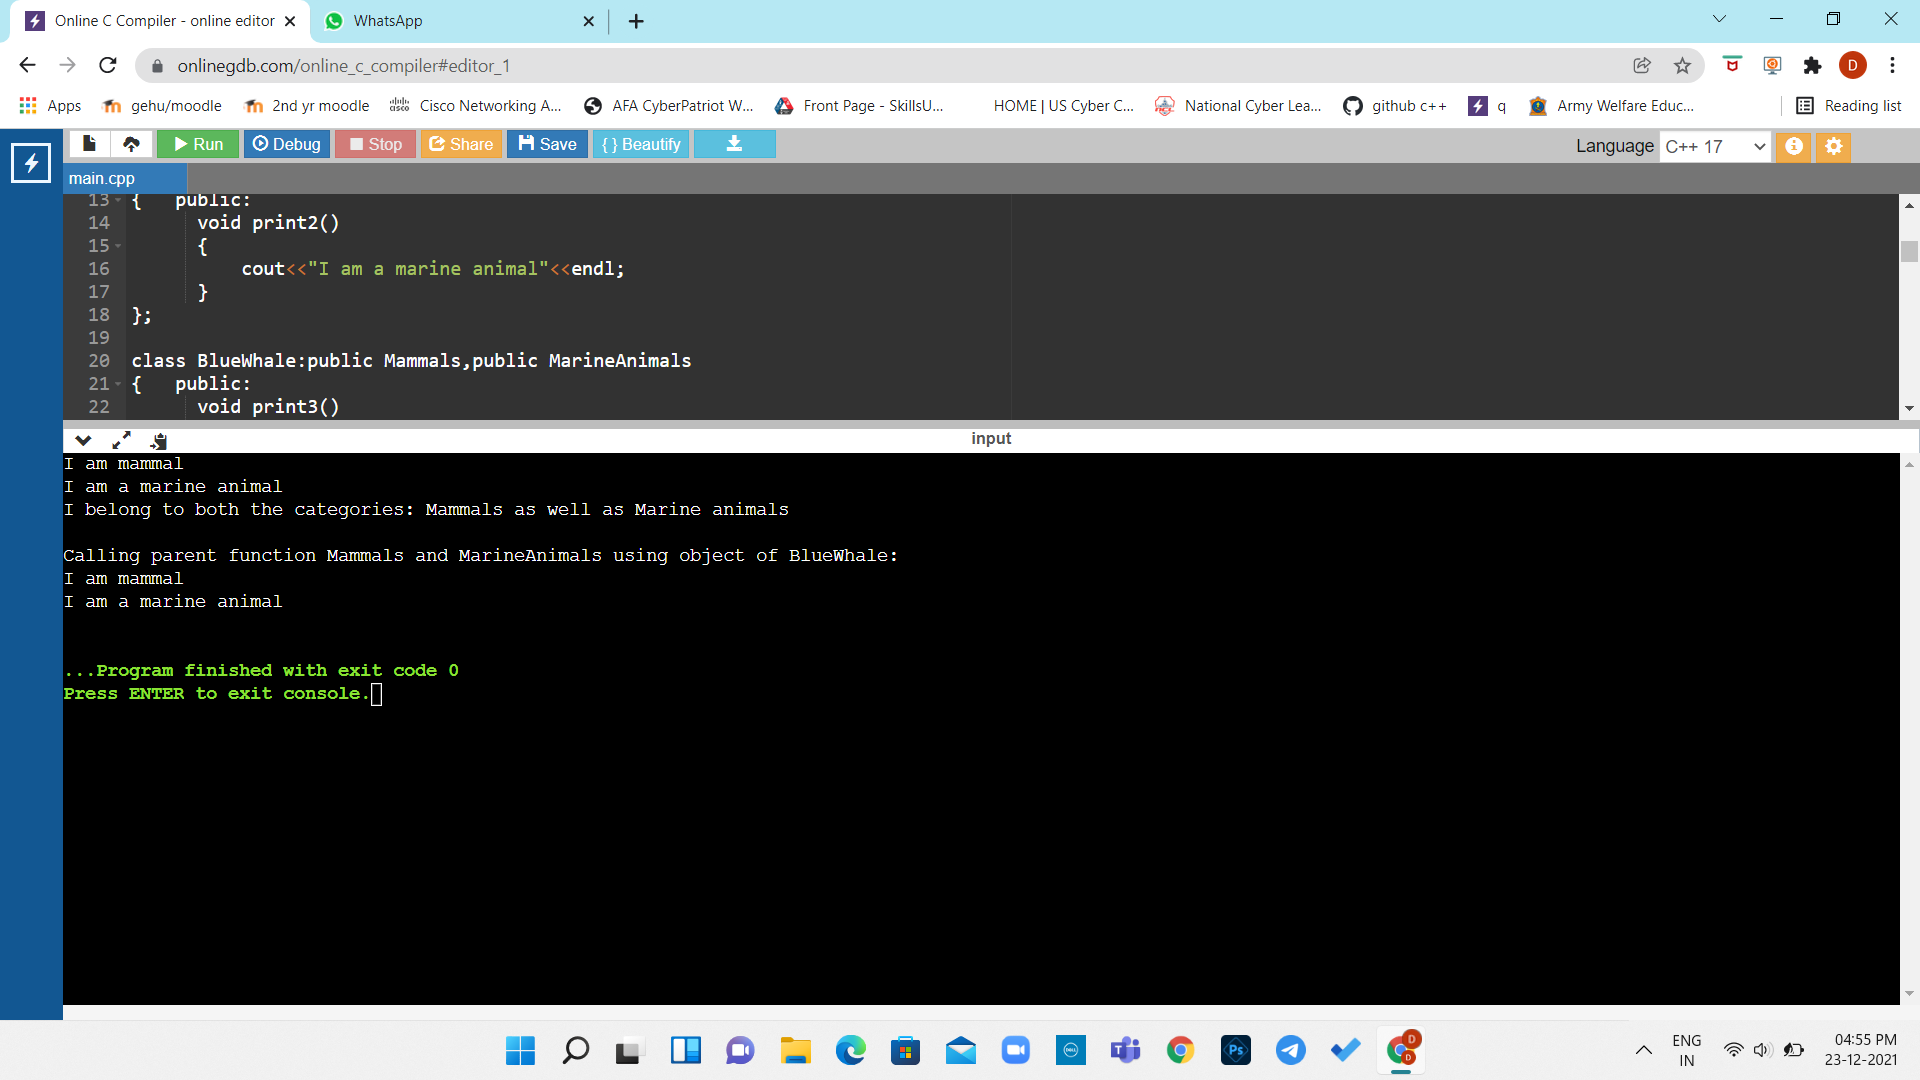 Online C Compiler - online editor
WhatsApp
onlinegdb.com/online_c_compiler#editor_1
D
Apps gehu/moodle 2nd yr moodle Cisco Networking A... AFA CyberPatriot W... Front Page - SkillsU... HOME | US Cyber C... National Cyber Lea... github c++ q Army Welfare Educ... Reading list
Run Debug Stop Share Save { } Beautify Language C++ 17
main.cpp
13 { public:
14 void print2()
15 {
16 cout<<"I am a marine animal"<<endl;
17 }
18 };
19
20 class BlueWhale:public Mammals,public MarineAnimals
21 { public:
22 void print3()
input
I am mammal
I am a marine animal
I belong to both the categories: Mammals as well as Marine animals
Calling parent function Mammals and MarineAnimals using object of BlueWhale:
I am mammal
I am a marine animal
...Program finished with exit code 0
Press ENTER to exit console.
ENG
IN
04:55 PM
23-12-2021